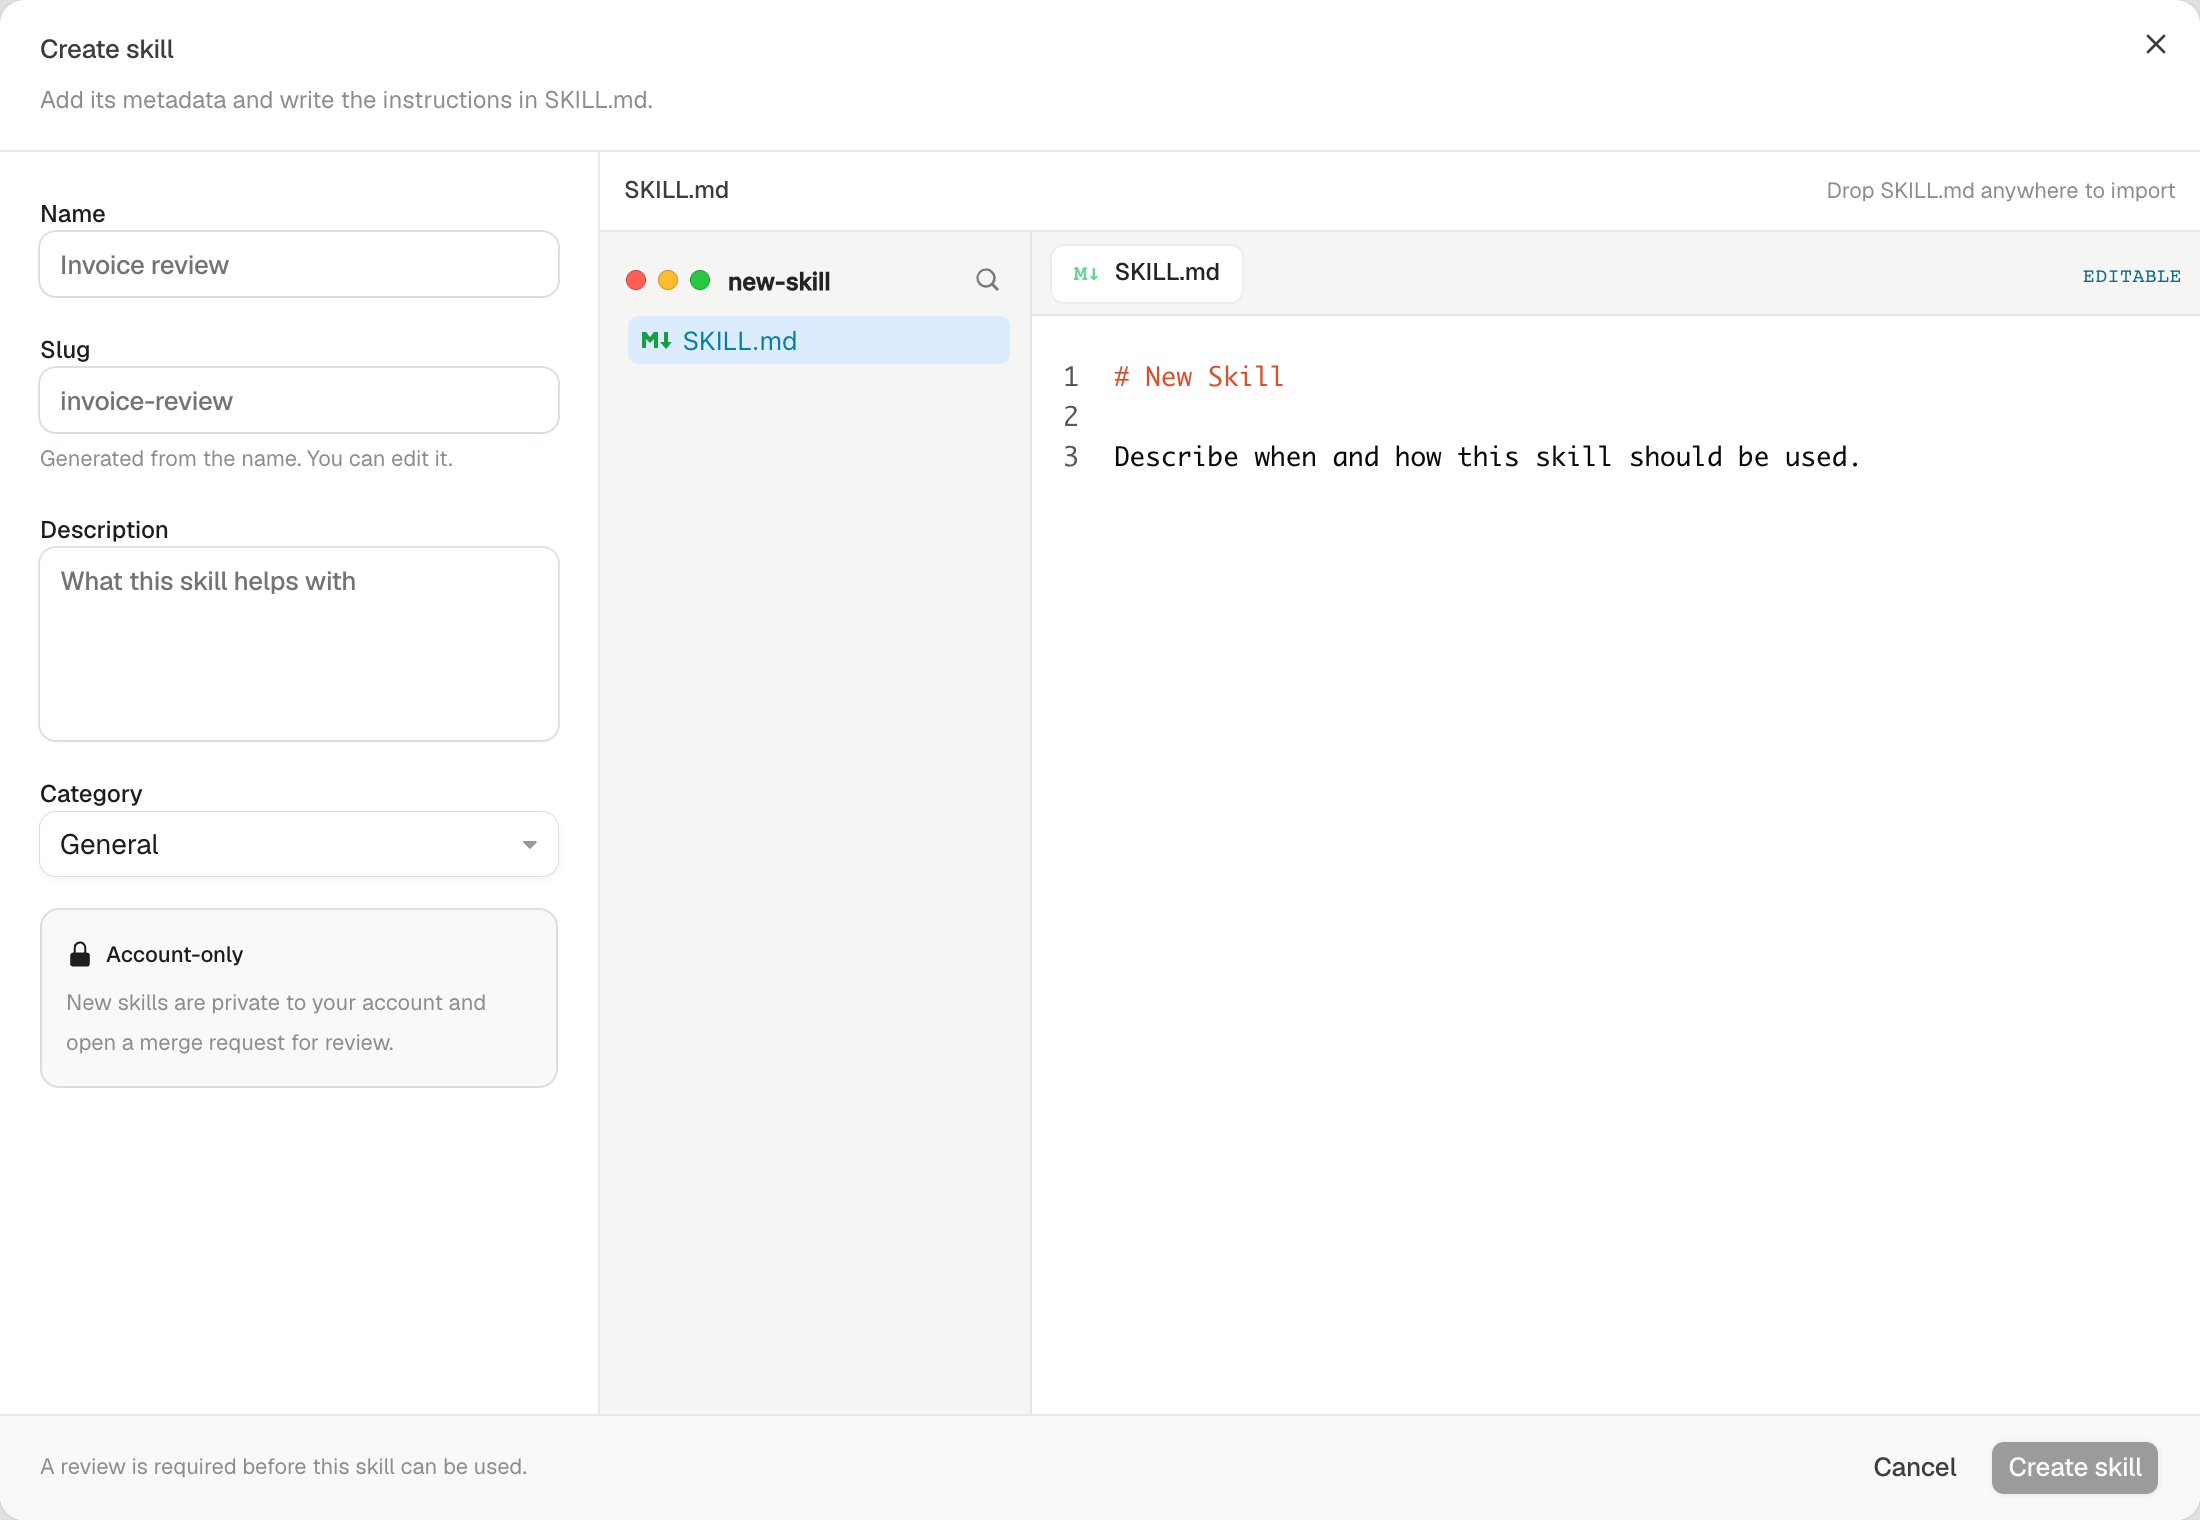 Create skill
Add its metadata and write the instructions in SKILL.md.
Name
Invoice review
Slug
invoice-review
Generated from the name. You can edit it.
Description
What this skill helps with
Category
General
Account-only
New skills are private to your account and
open a merge request for review.
SKILL.md
Drop SKILL.md anywhere to import
new-skill
M↓ SKILL.md
M↓ SKILL.md
EDITABLE
1 # New Skill
2
3 Describe when and how this skill should be used.
A review is required before this skill can be used.
Cancel
Create skill